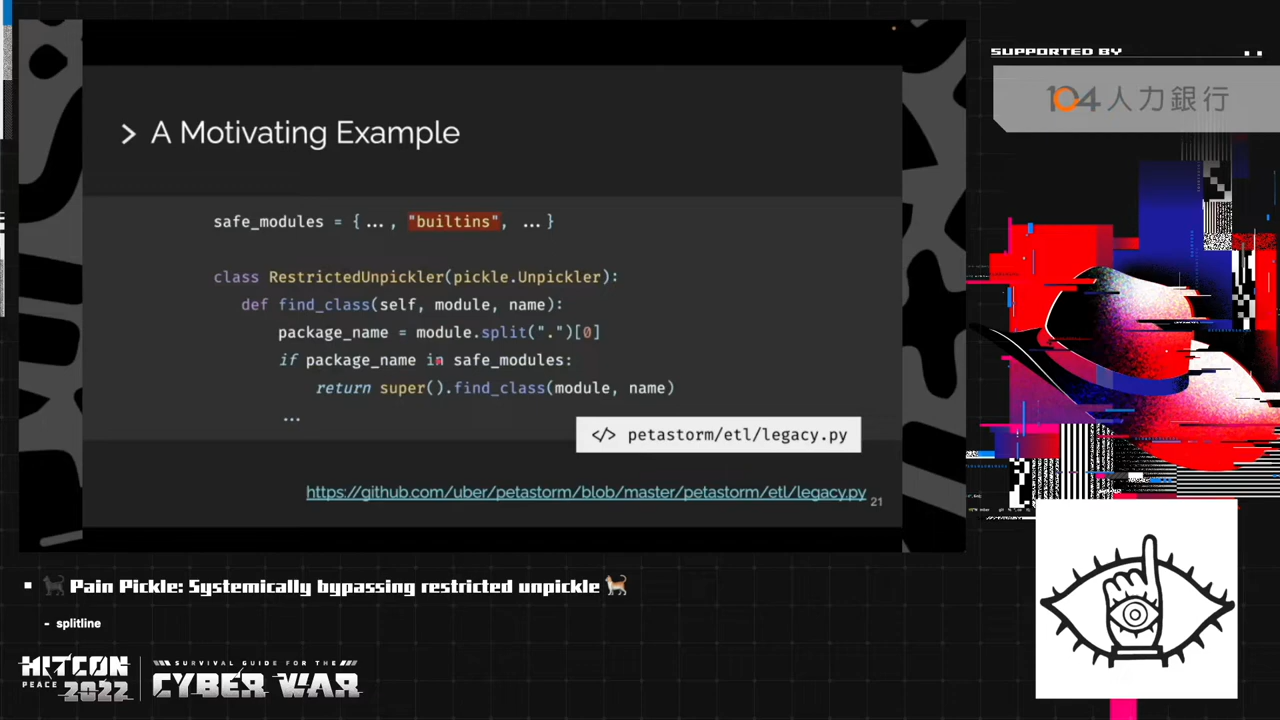 SUPPORTED BY
104人力銀行
> A Motivating Example
safe_modules = {..., "builtins", ...}
class RestrictedUnpickler(pickle.Unpickler):
def find_class(self, module, name):
package_name = module.split(".")[0]
if package_name in safe_modules:
return super().find_class(module, name)
...
</> petastorm/etl/legacy.py
https://github.com/uber/petastorm/blob/master/petastorm/etl/legacy.py
21
🐈‍⬛ Pain Pickle: Systemically bypassing restricted unpickle 🐈
- splitline
HITCON
PEACE 2022
SURVIVAL GUIDE FOR THE
CYBER WAR